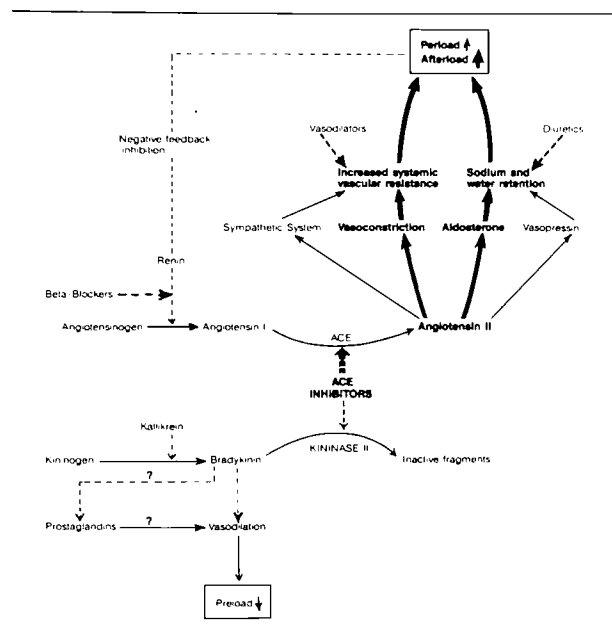 Perload ↑
Afterload ↑
Vasodilators
Diuretics
Negative feedback
inhibition
Increased systemic
vascular resistance
Sodium and
water retention
Sympathetic System
Vasoconstriction
Aldosterone
Vasopressin
Renin
Beta-Blockers
Angiotensinogen
Angiotensin I
ACE
Angiotensin II
ACE
INHIBITORS
Kallikrein
Kininogen
Bradykinin
KININASE II
Inactive fragments
?
Prostaglandins
?
Vasodilation
Preload ↓